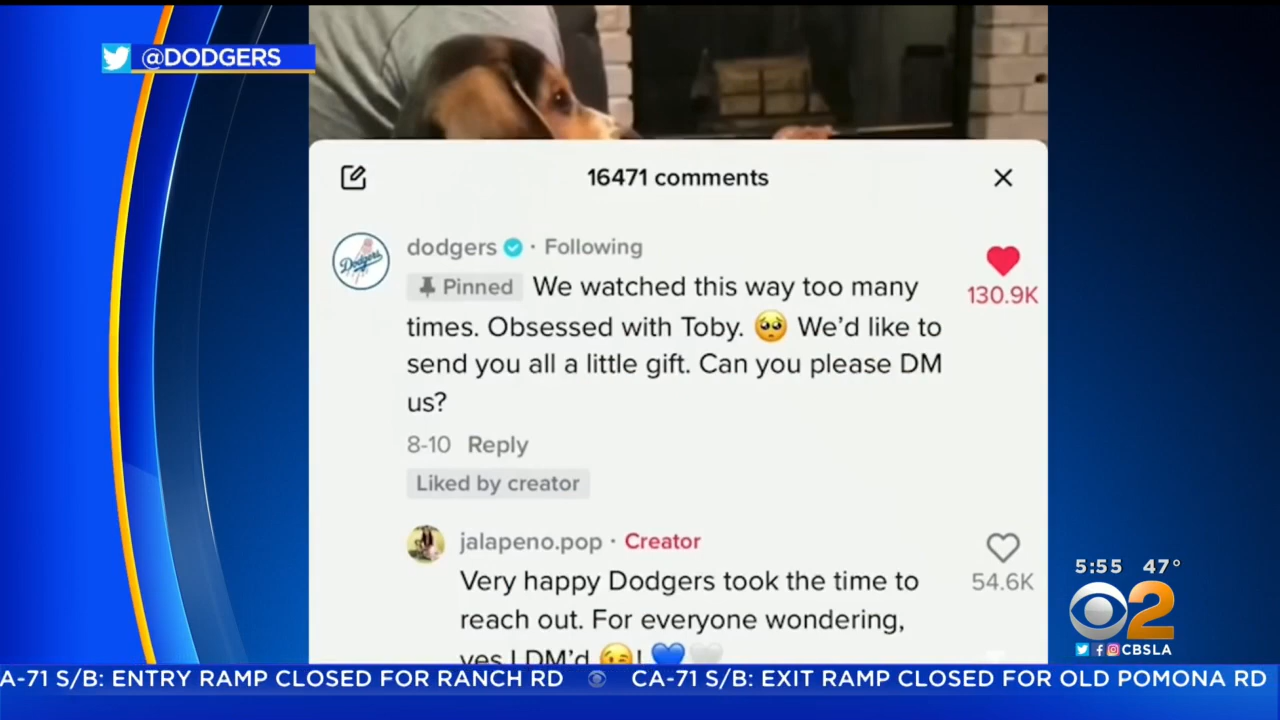 @DODGERS
16471 comments
dodgers · Following
Dodgers
Pinned We watched this way too many
130.9K
times. Obsessed with Toby. 🥺 We'd like to
send you all a little gift. Can you please DM
us?
8-10 Reply
Liked by creator
jalapeno.pop · Creator
Very happy Dodgers took the time to
54.6K
reach out. For everyone wondering,
yes I DM'd 😉! 💙🤍
5:55 47°
2
CBSLA
A-71 S/B: ENTRY RAMP CLOSED FOR RANCH RD CA-71 S/B: EXIT RAMP CLOSED FOR OLD POMONA RD